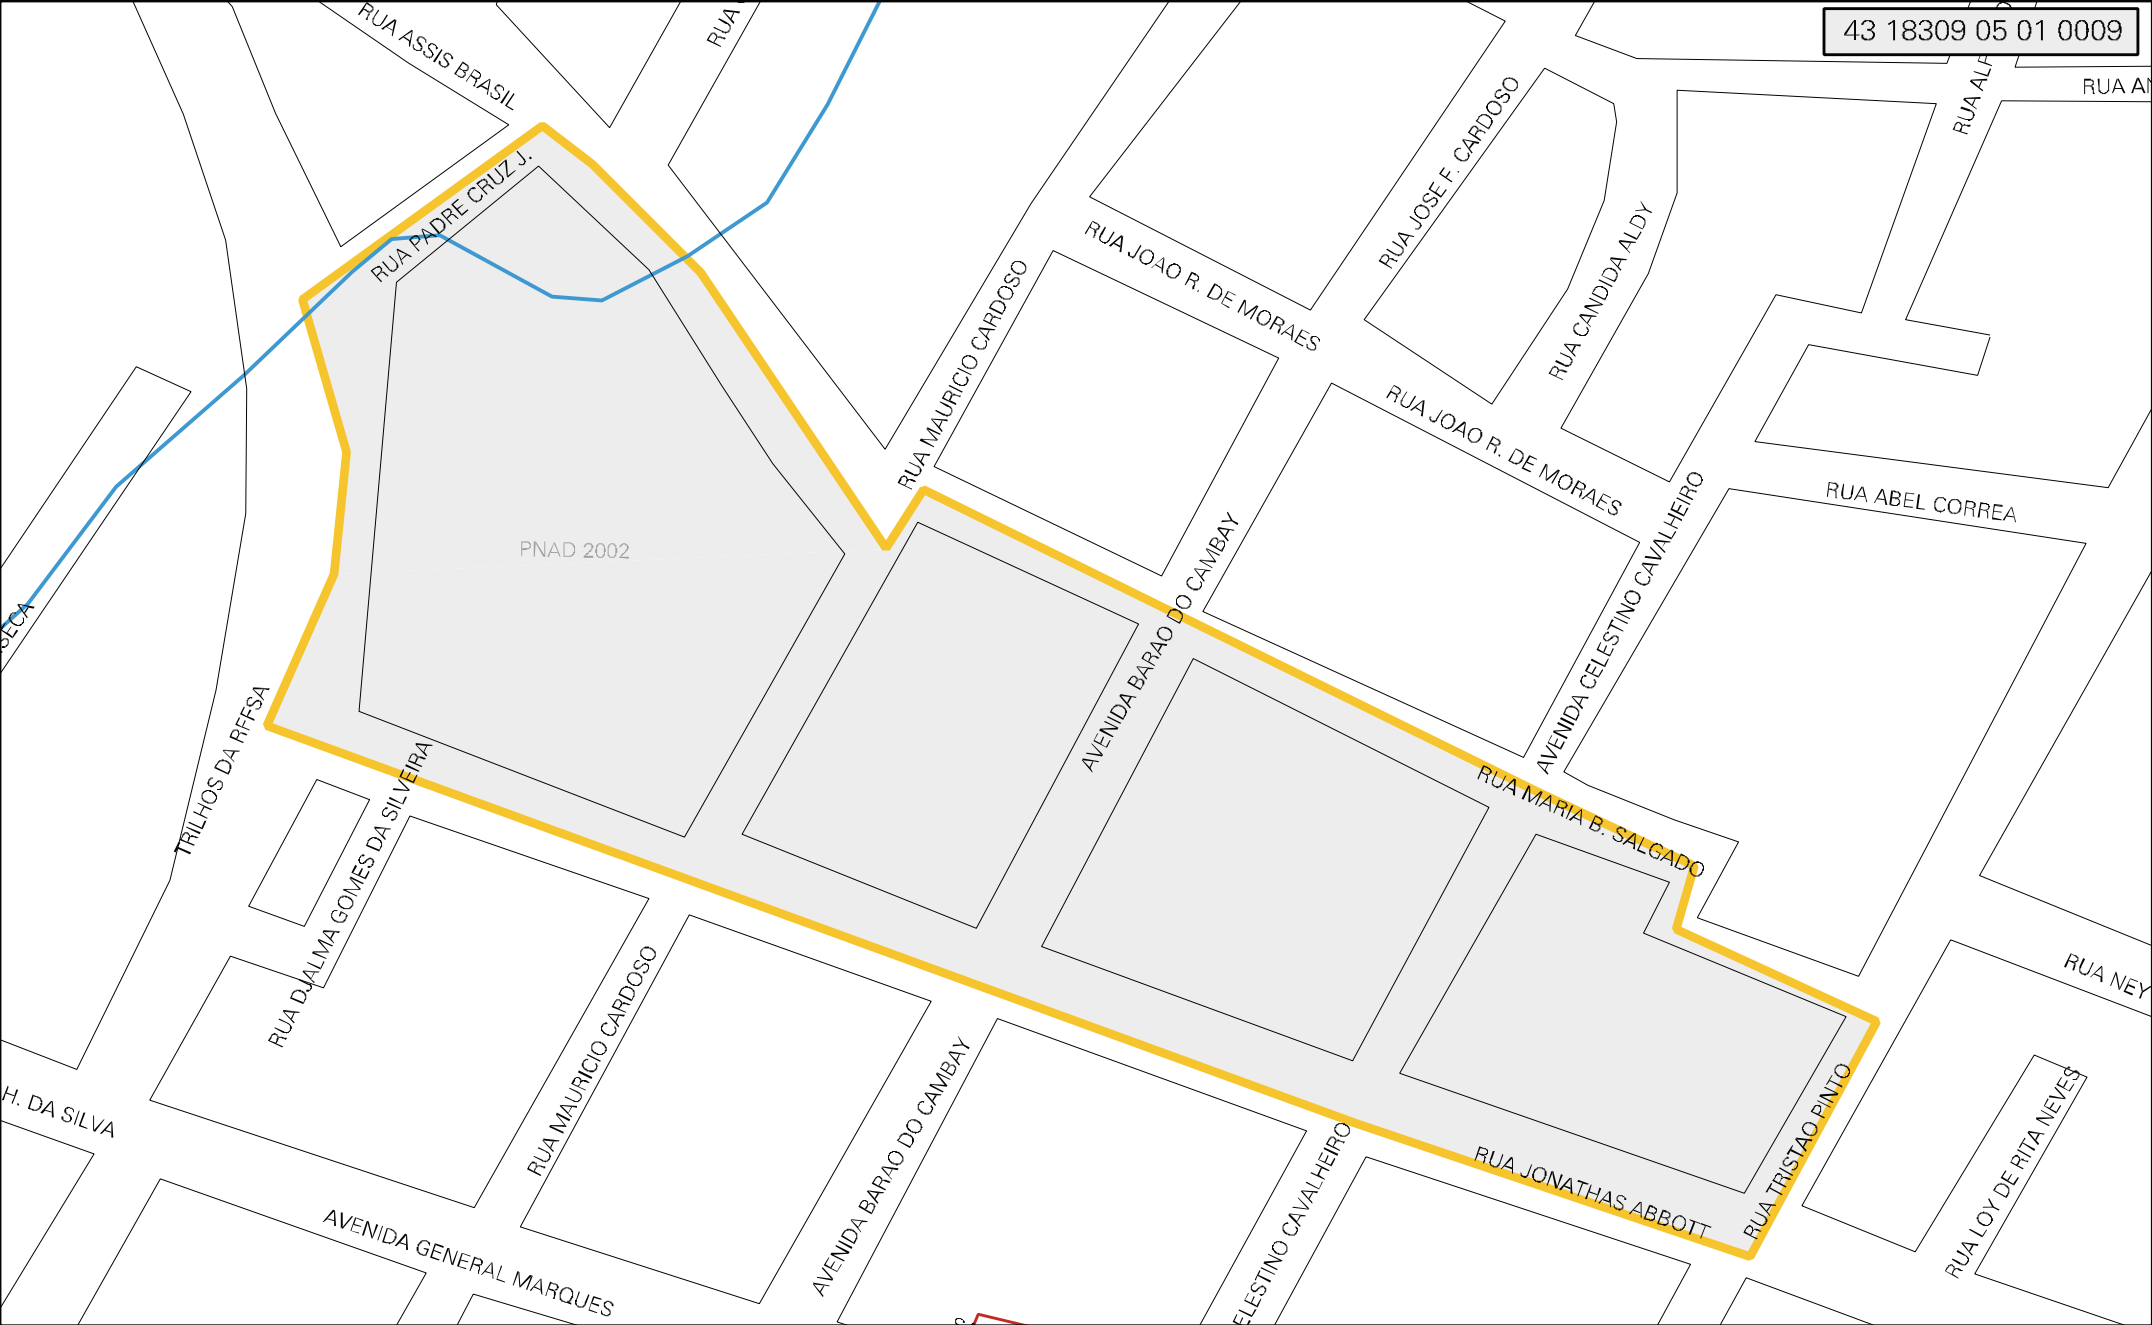 43 18309 05 01 0009
RUA ASSIS BRASIL
RUA
RUA PADRE CRUZ J.
RUA JOSE F. CARDOSO
RUA CANDIDA ALDY
RUA JOAO R. DE MORAES
RUA MAURICIO CARDOSO
RUA JOAO R. DE MORAES
RUA ABEL CORREA
PNAD 2002
AVENIDA BARAO DO CAMBAY
AVENIDA CELESTINO CAVALHEIRO
TRILHOS DA RFFSA
RUA DJALMA GOMES DA SILVEIRA
RUA MARIA B. SALGADO
RUA MAURICIO CARDOSO
RUA NEY
AVENIDA BARAO DO CAMBAY
H. DA SILVA
RUA JONATHAS ABBOTT
RUA TRISTAO PINTO
RUA LOY DE RITA NEVES
ELESTINO CAVALHEIRO
AVENIDA GENERAL MARQUES